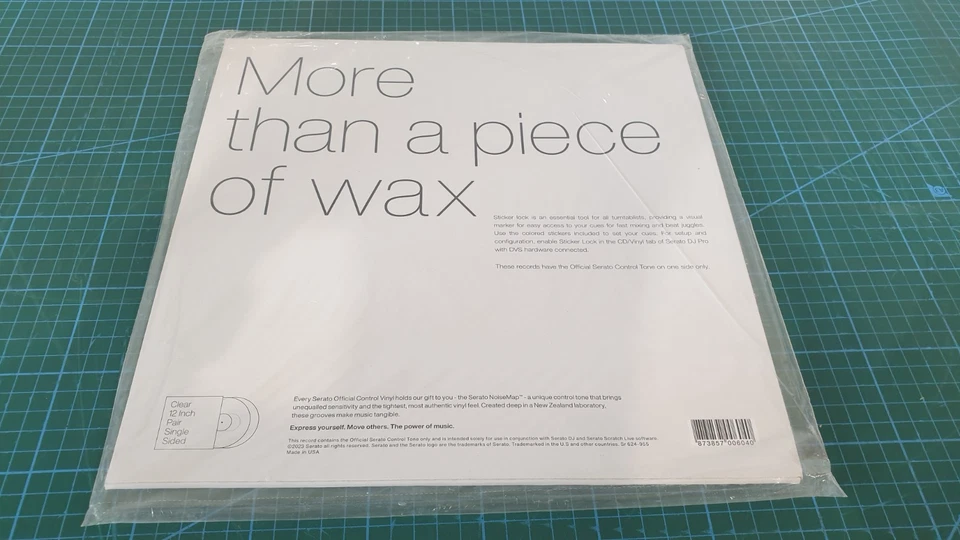 More
than a piece
of wax
Sticker lock is an essential tool for all turntablists, providing a visual
marker for easy access to your cues for fast mixing and beat juggles.
Use the colored stickers included to set your cues. For setup and
configuration, enable Sticker Lock in the CD/Vinyl tab of Serato DJ Pro
with DVS hardware connected.
These records have the Official Serato Control Tone on one side only.
Clear
12 Inch
Pair
Single
Sided
Every Serato Official Control Vinyl holds our gift to you - the Serato NoiseMap™ - a unique control tone that brings
unequalled sensitivity and the tightest, most authentic vinyl feel. Created deep in a New Zealand laboratory,
these grooves make music tangible.
Express yourself. Move others. The power of music.
This record contains the Official Serato Control Tone only and is intended solely for use in conjunction with Serato DJ and Serato Scratch Live software.
©2022 Serato all rights reserved. Serato and the Serato logo are the trademarks of Serato. Trademarked in the U.S and other countries. Sr 624-905
Made in USA
673857 006040